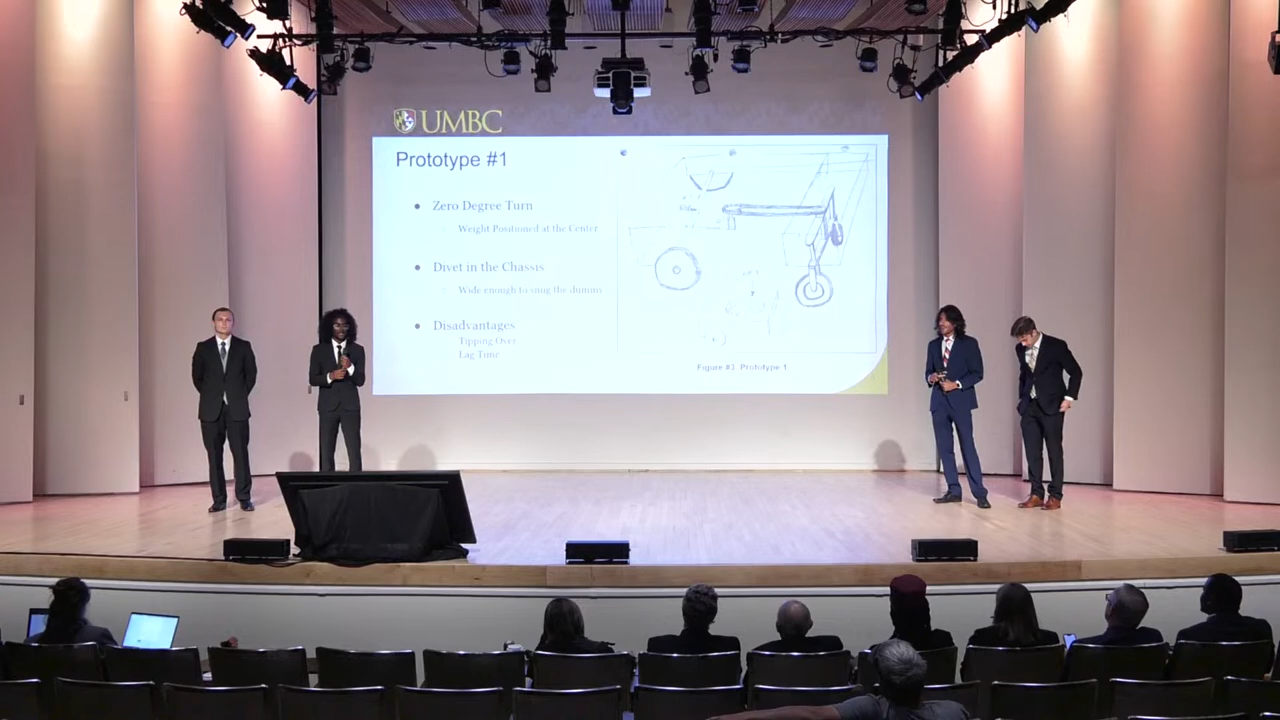 UMBC
Prototype #1
Zero Degree Turn
Weight Positioned at the Center
Divet in the Chassis
Wide enough to snug the dummy
Disadvantages
Tipping Over
Lag Time
Figure #3: Prototype 1